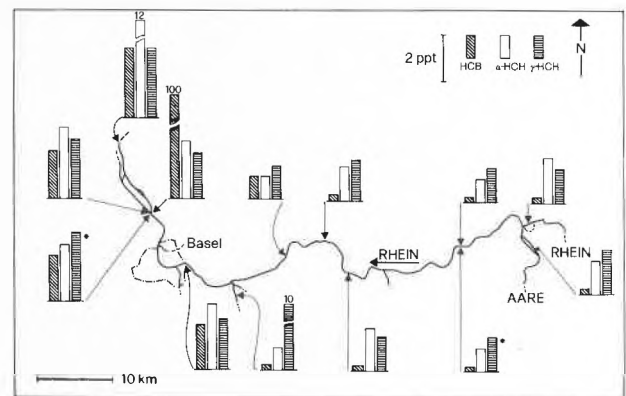 12
100
2 ppt
HCB
α-HCH
γ-HCH
N
*
Basel
RHEIN
RHEIN
AARE
10
*
10 km